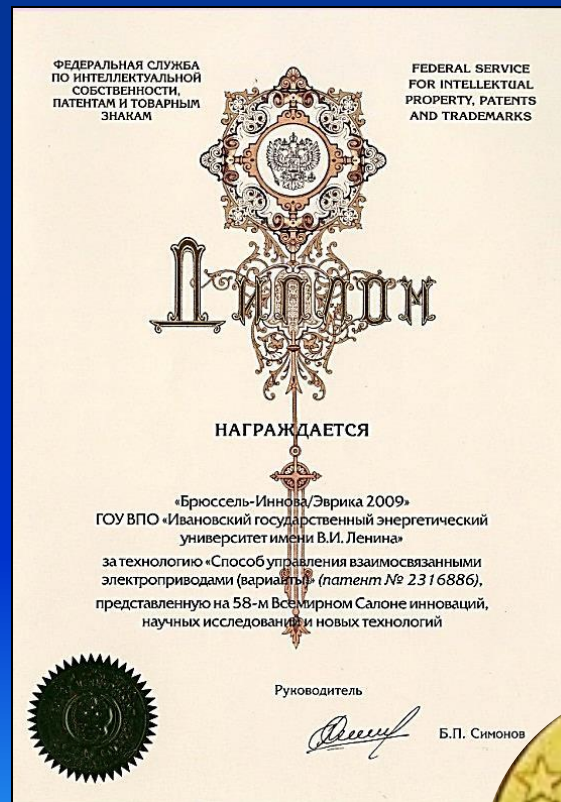 ФЕДЕРАЛЬНАЯ СЛУЖБА
ПО ИНТЕЛЛЕКТУАЛЬНОЙ
СОБСТВЕННОСТИ,
ПАТЕНТАМ И ТОВАРНЫМ
ЗНАКАМ
FEDERAL SERVICE
FOR INTELLEKTUAL
PROPERTY, PATENTS
AND TRADEMARKS
Диплом
НАГРАЖДАЕТСЯ
«Брюссель-Иннова/Эврика 2009»
ГОУ ВПО «Ивановский государственный энергетический
университет имени В.И. Ленина»
за технологию «Способ управления взаимосвязанными
электроприводами (варианты)» (патент № 2316886),
представленную на 58-м Всемирном Салоне инноваций,
научных исследований и новых технологий
Руководитель
Б.П. Симонов